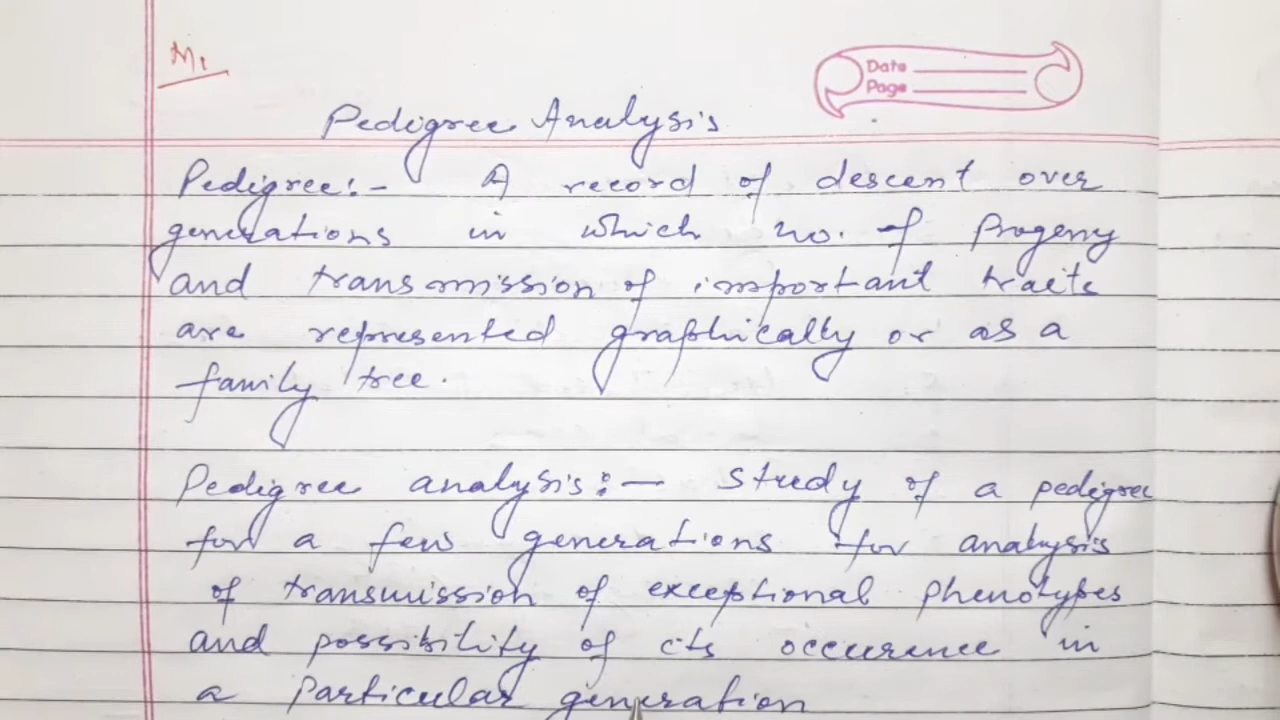 M1
Date
Page
Pedigree Analysis
Pedigree:- A record of descent over
generations in which no. of Progeny
and transmission of important traits
are represented graphically or as a
family tree.
Pedigree analysis:- Study of a pedigree
for a few generations for analysis
of transmission of exceptional phenotypes
and possibility of its occurence in
a particular generation